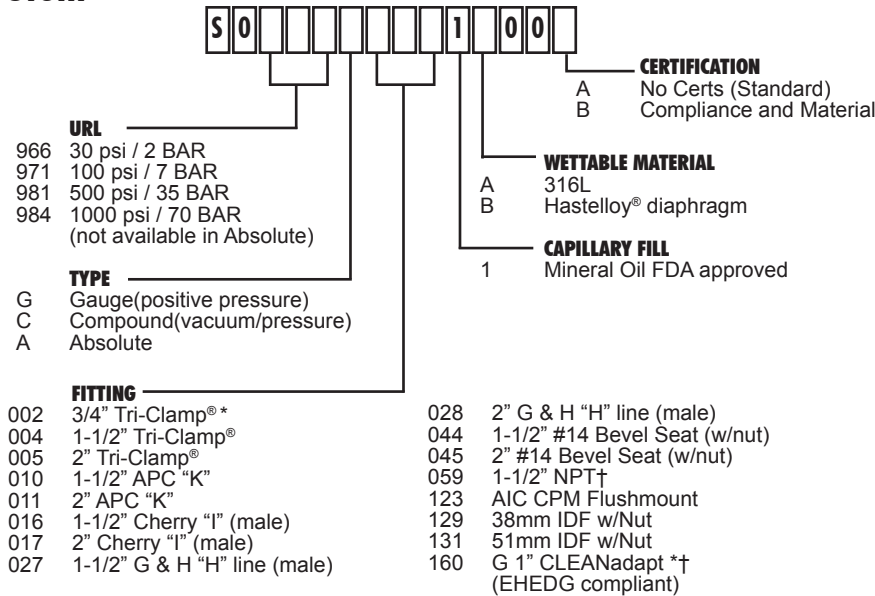 S 0 1 0 0
CERTIFICATION
A No Certs (Standard)
B Compliance and Material
URL
966 30 psi / 2 BAR
971 100 psi / 7 BAR
981 500 psi / 35 BAR
984 1000 psi / 70 BAR
(not available in Absolute)
WETTABLE MATERIAL
A 316L
B Hastelloy® diaphragm
CAPILLARY FILL
1 Mineral Oil FDA approved
TYPE
G Gauge(positive pressure)
C Compound(vacuum/pressure)
A Absolute
FITTING
002 3/4” Tri-Clamp® *
004 1-1/2” Tri-Clamp®
005 2” Tri-Clamp®
010 1-1/2” APC “K”
011 2” APC “K”
016 1-1/2” Cherry “I” (male)
017 2” Cherry “I” (male)
027 1-1/2” G & H “H” line (male)
028 2” G & H “H” line (male)
044 1-1/2” #14 Bevel Seat (w/nut)
045 2” #14 Bevel Seat (w/nut)
059 1-1/2” NPT†
123 AIC CPM Flushmount
129 38mm IDF w/Nut
131 51mm IDF w/Nut
160 G 1” CLEANadapt *†
(EHEDG compliant)